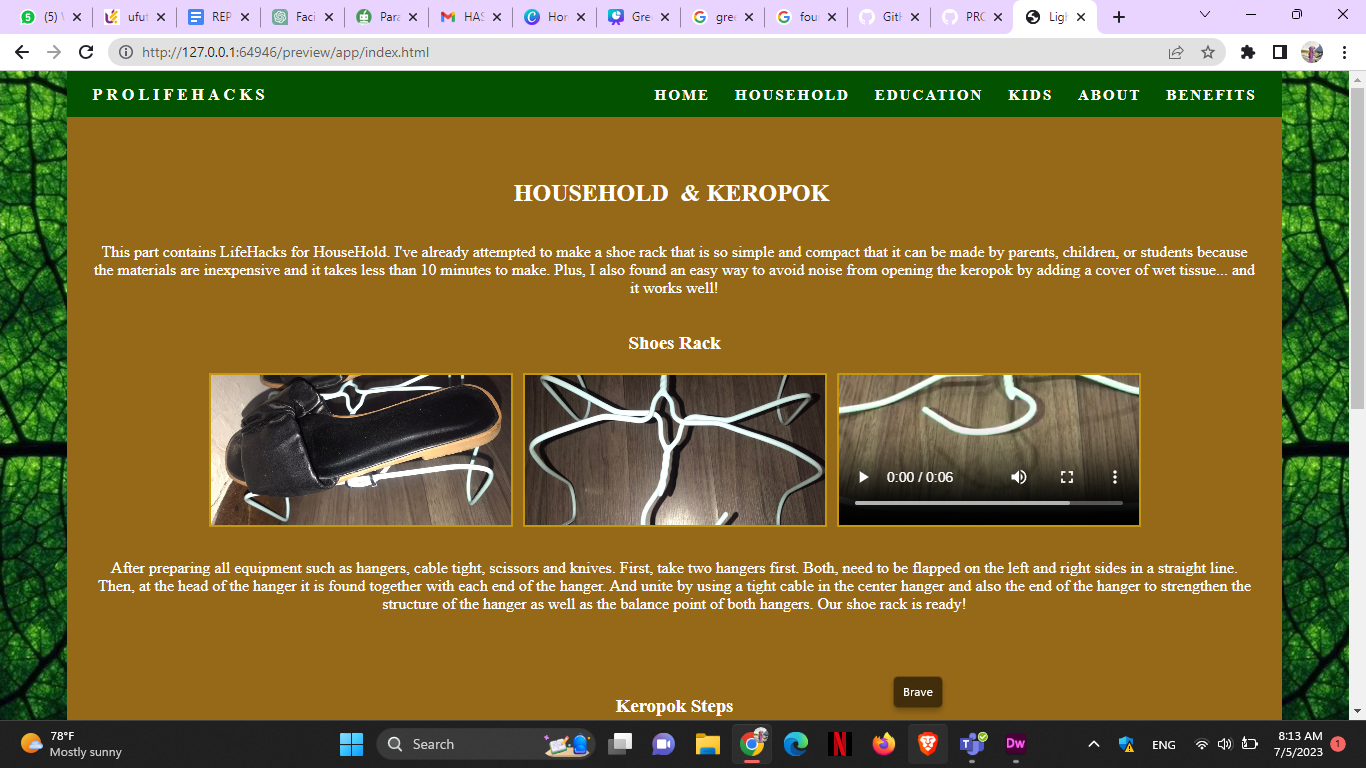 (5) \
ufut
REP
Faci
Para
HAS
Hor
Gre
gree
four
Gith
PRC
Ligh
http://127.0.0.1:64946/preview/app/index.html
PROLIFEHACKS
HOME HOUSEHOLD EDUCATION KIDS ABOUT BENEFITS
HOUSEHOLD & KEROPOK
This part contains LifeHacks for HouseHold. I've already attempted to make a shoe rack that is so simple and compact that it can be made by parents, children, or students because
the materials are inexpensive and it takes less than 10 minutes to make. Plus, I also found an easy way to avoid noise from opening the keropok by adding a cover of wet tissue... and
it works well!
Shoes Rack
0:00 / 0:06
After preparing all equipment such as hangers, cable tight, scissors and knives. First, take two hangers first. Both, need to be flapped on the left and right sides in a straight line.
Then, at the head of the hanger it is found together with each end of the hanger. And unite by using a tight cable in the center hanger and also the end of the hanger to strengthen the
structure of the hanger as well as the balance point of both hangers. Our shoe rack is ready!
Keropok Steps
Brave
78°F
Mostly sunny
Search
Dw
ENG
8:13 AM
7/5/2023
1